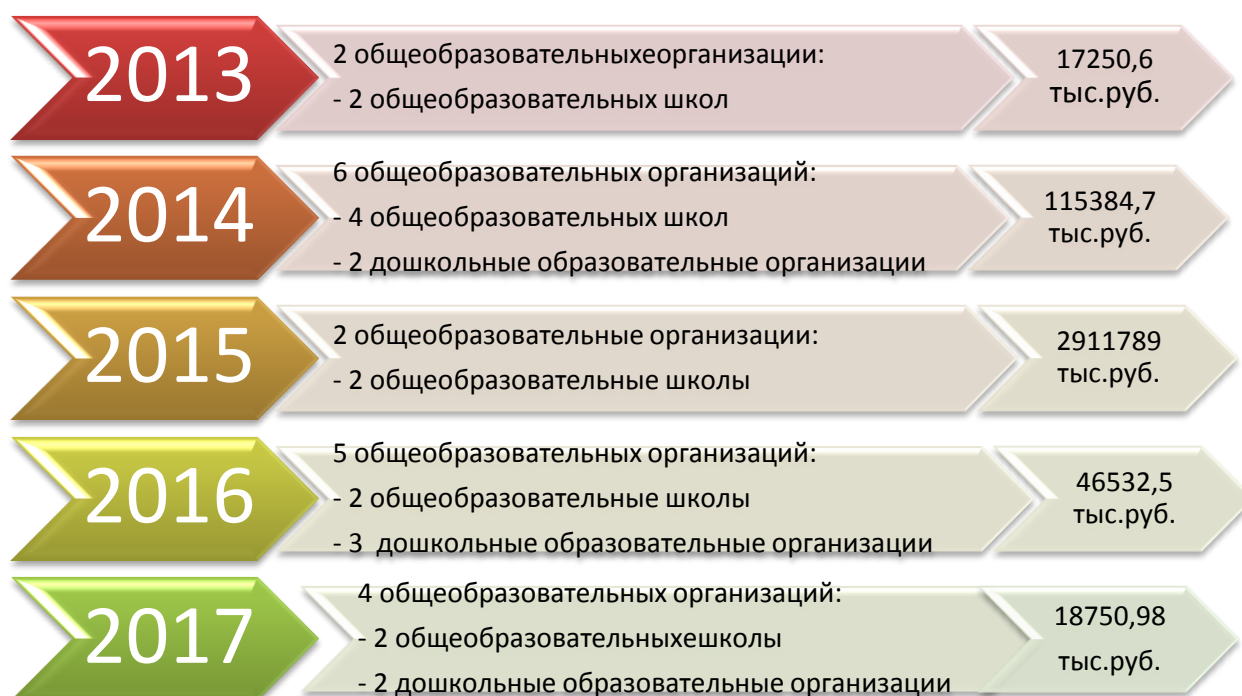 2013
2 общеобразовательныхеорганизации:
- 2 общеобразовательных школ
17250,6
тыс.руб.
2014
6 общеобразовательных организаций:
- 4 общеобразовательных школ
- 2 дошкольные образовательные организации
115384,7
тыс.руб.
2015
2 общеобразовательные организации:
- 2 общеобразовательные школы
2911789
тыс.руб.
2016
5 общеобразовательных организаций:
- 2 общеобразовательные школы
- 3 дошкольные образовательные организации
46532,5
тыс.руб.
2017
4 общеобразовательных организаций:
- 2 общеобразовательныхешколы
- 2 дошкольные образовательные организации
18750,98
тыс.руб.